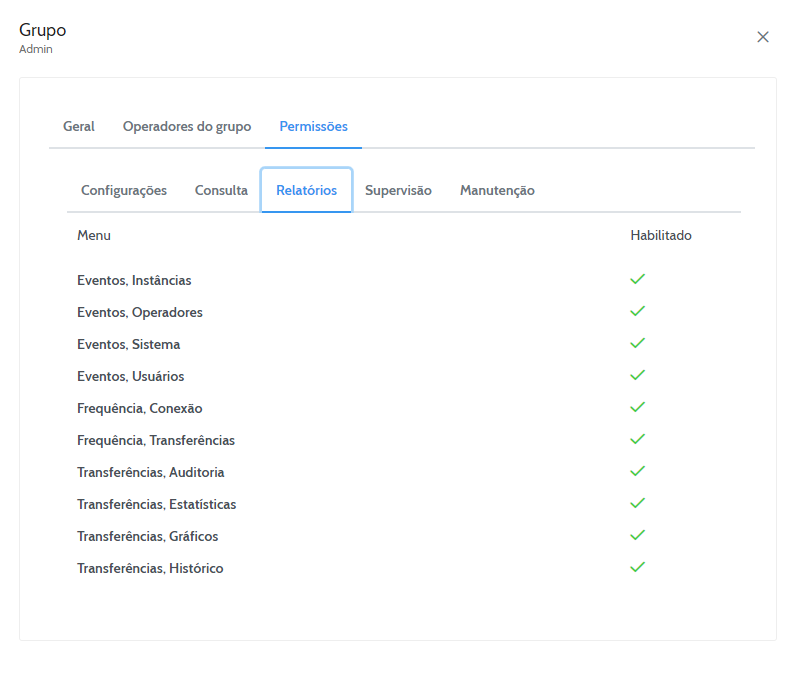 Grupo
Admin
Geral Operadores do grupo Permissões
Configurações Consulta Relatórios Supervisão Manutenção
Menu Habilitado
Eventos, Instâncias
Eventos, Operadores
Eventos, Sistema
Eventos, Usuários
Frequência, Conexão
Frequência, Transferências
Transferências, Auditoria
Transferências, Estatísticas
Transferências, Gráficos
Transferências, Histórico